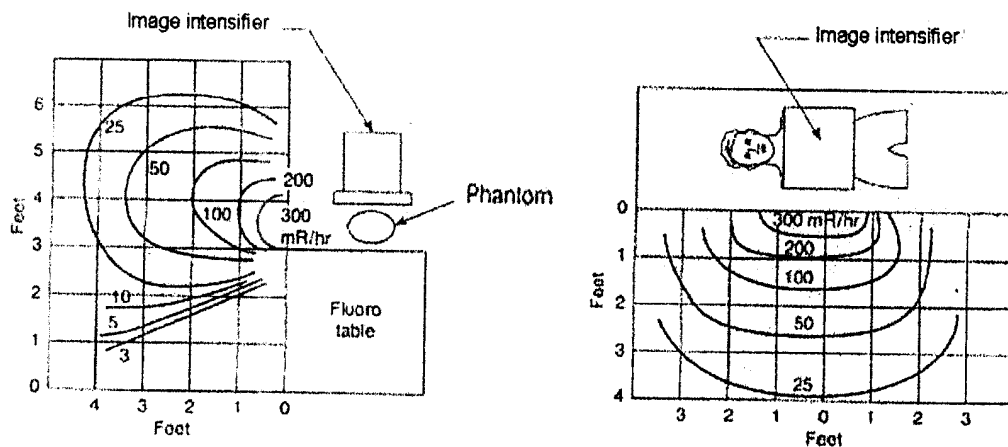 Image intensifier
6
5
4
3
2
1
0
Feet
25
50
100
200
300
mR/hr
10
5
3
Phantom
Fluoro
table
4 3 2 1 0
Feet
Image intensifier
0
1
2
3
4
Feet
300 mR/hr
200
100
50
25
3 2 1 0 1 2 3
Feet